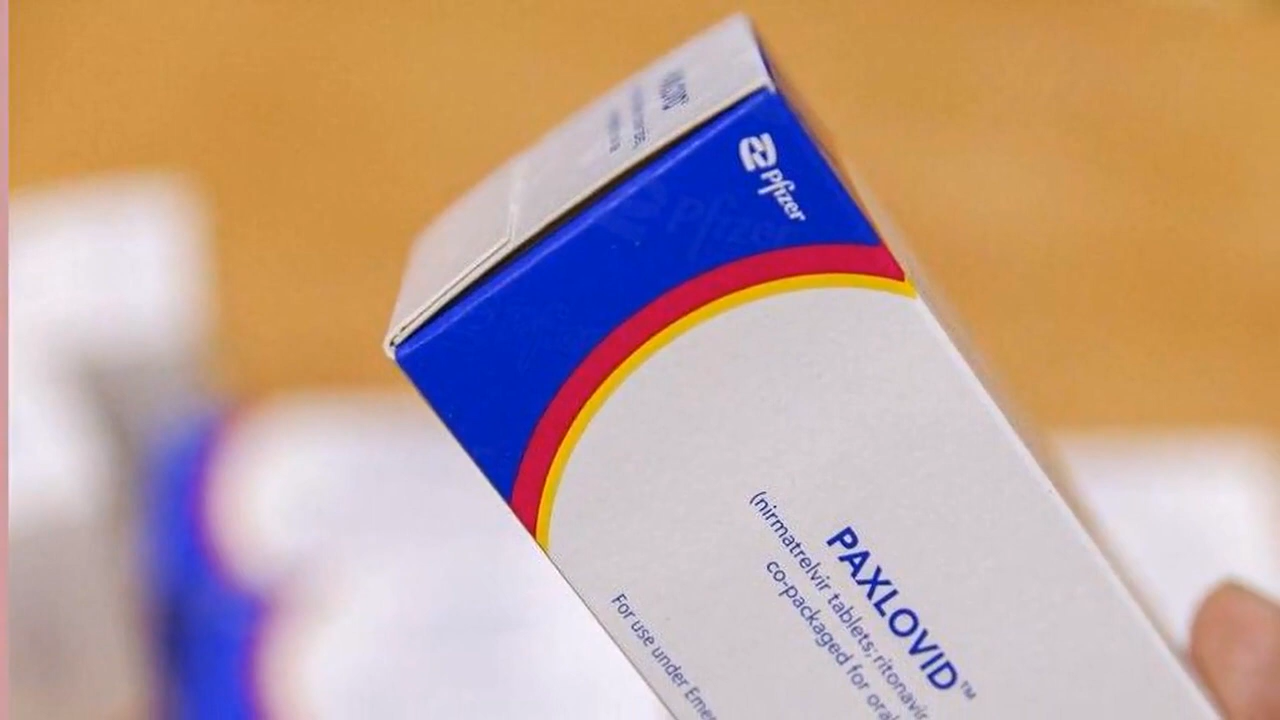 Pfizer
PAXLOVID™
(nirmatrelvir tablets; ritonavir
co-packaged for oral
For use under Emer